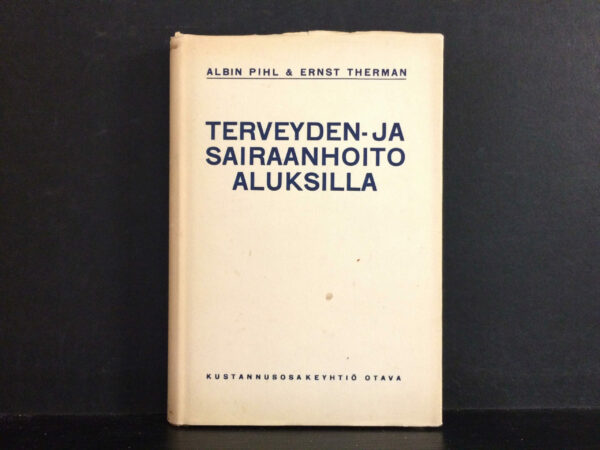 ALBIN PIHL & ERNST THERMAN
TERVEYDEN- JA
SAIRAANHOITO
ALUKSILLA
KUSTANNUSOSAKEYHTIÖ OTAVA